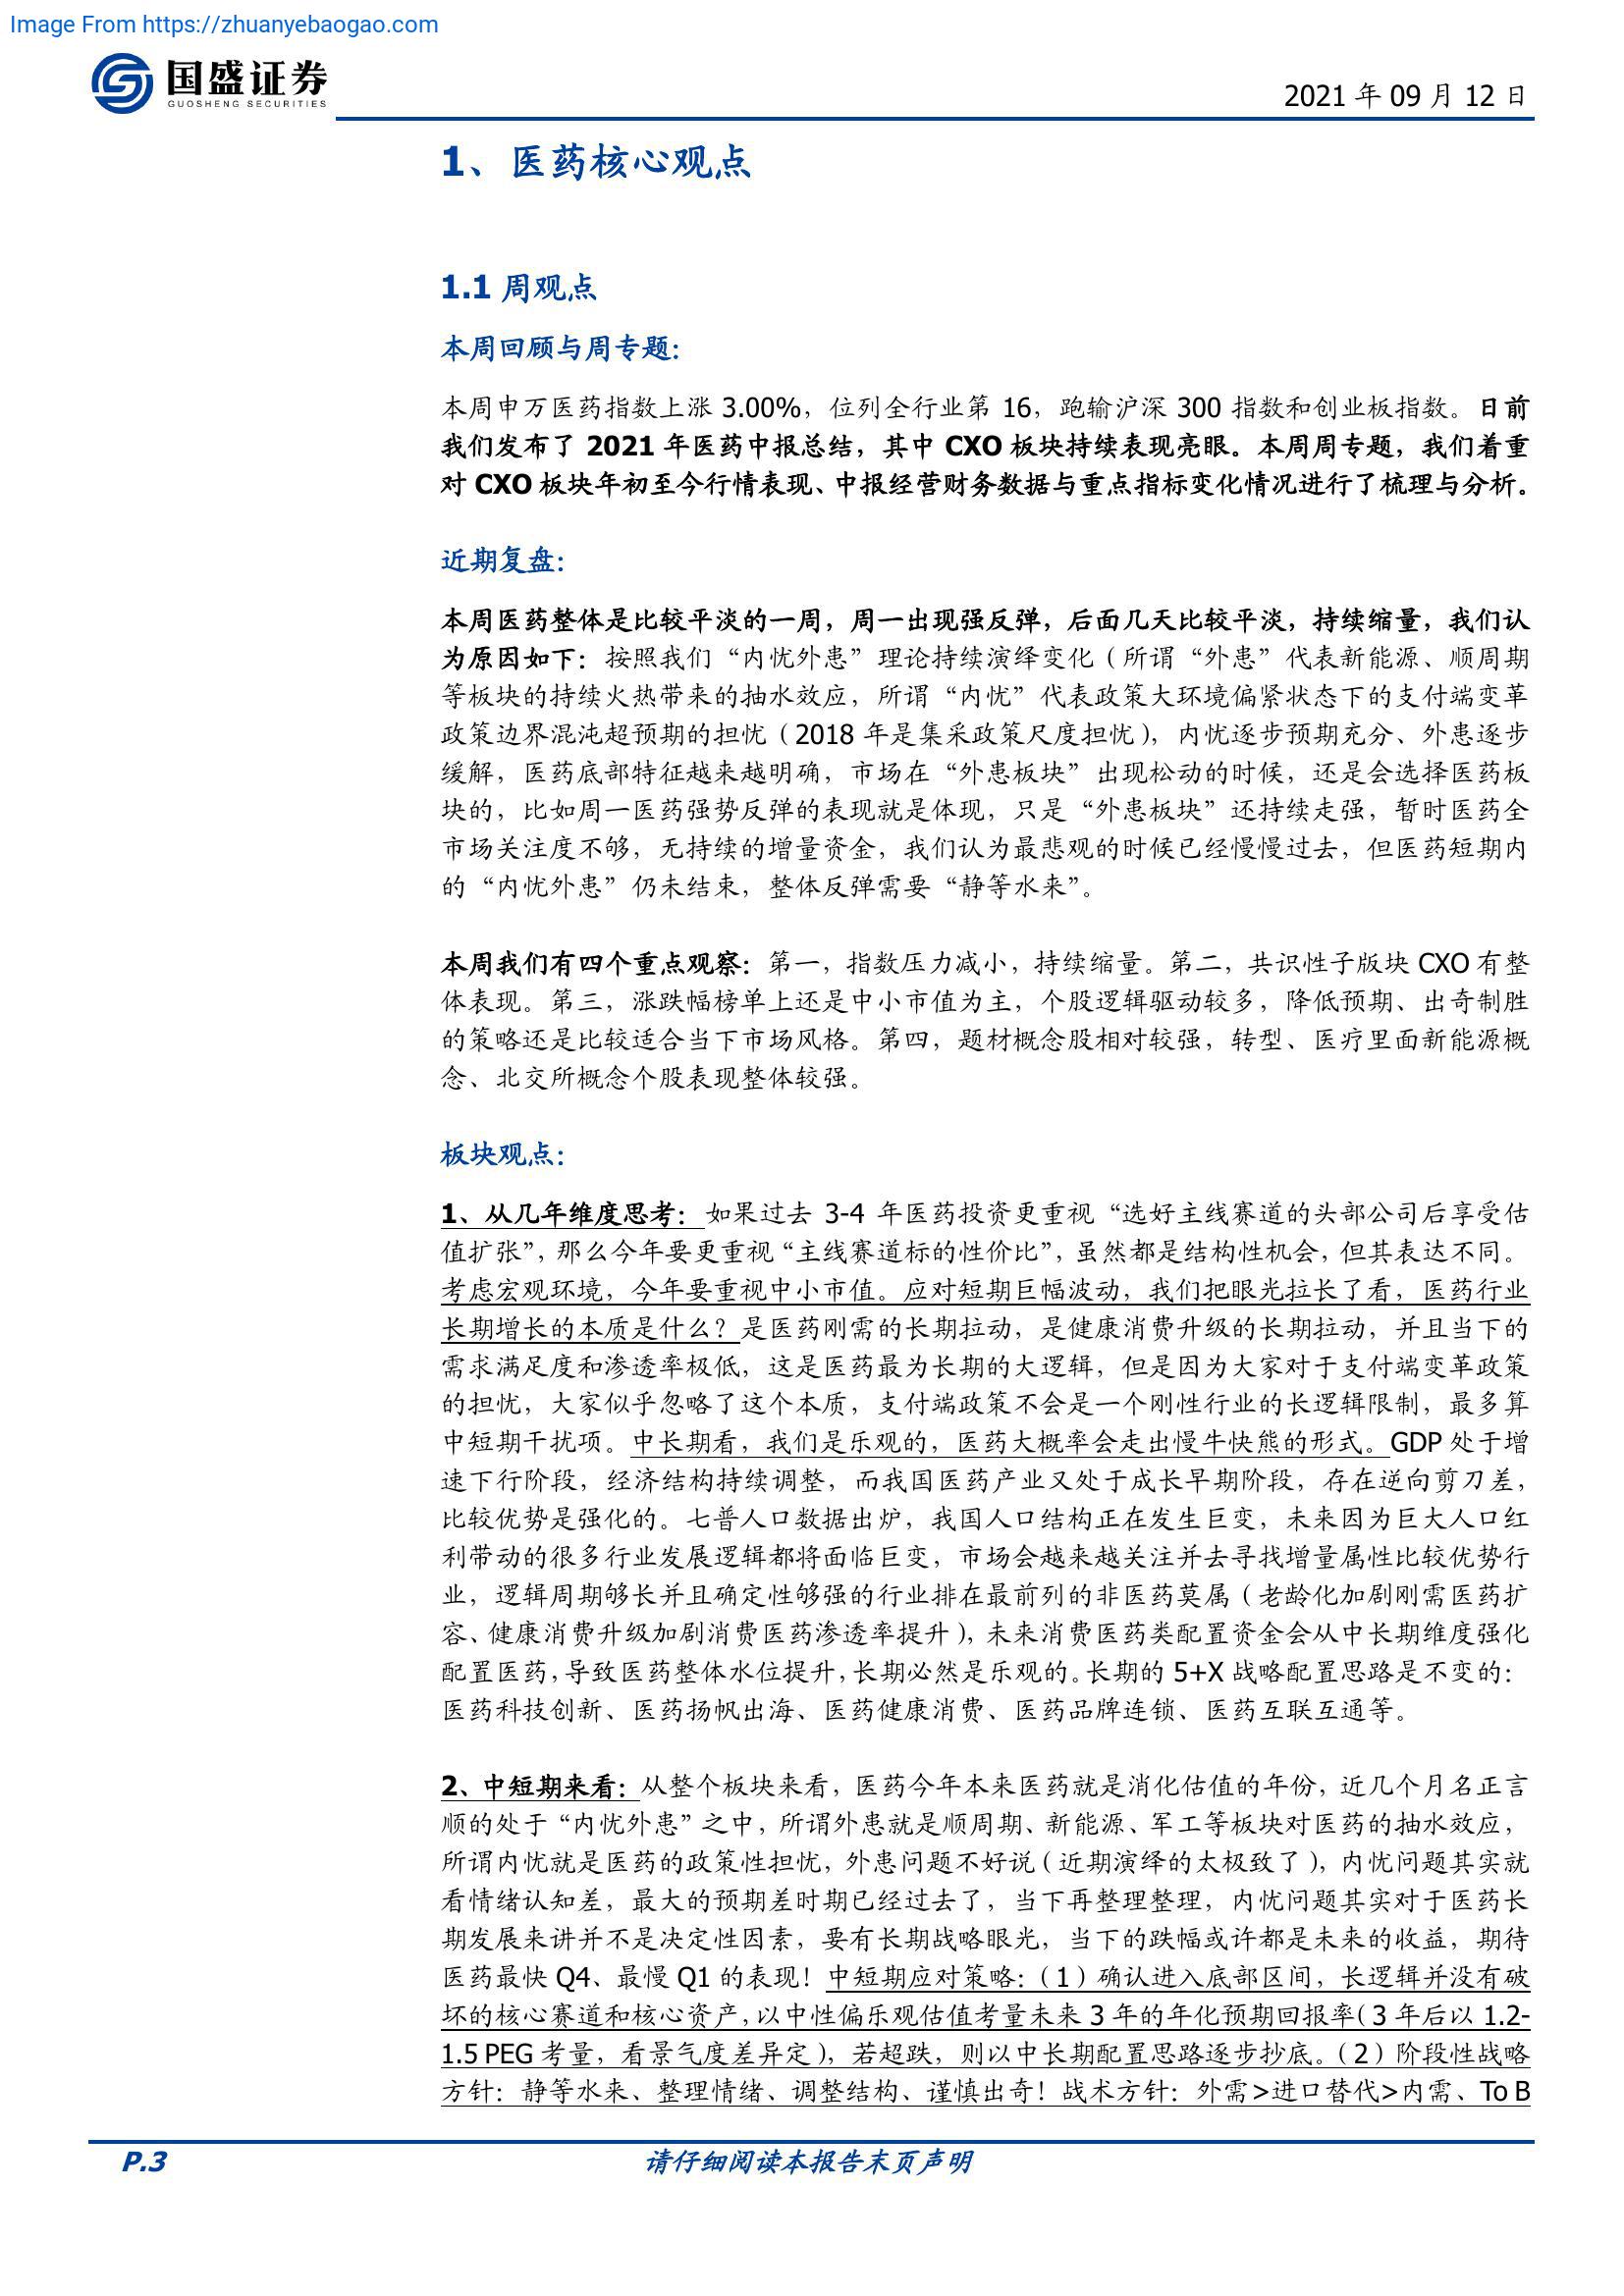 Image From https://zhuanyebaogao.com
国盛证券
GUOSHENG SECURITIES
2021 年 09 月 12 日
1、医药核心观点
1.1 周观点
本周回顾与周专题：
本周申万医药指数上涨 3.00%，位列全行业第 16，跑输沪深 300 指数和创业板指数。日前
我们发布了 2021 年医药中报总结，其中 CXO 板块持续表现亮眼。本周周专题，我们着重
对 CXO 板块年初至今行情表现、中报经营财务数据与重点指标变化情况进行了梳理与分析。
近期复盘：
本周医药整体是比较平淡的一周，周一出现强反弹，后面几天比较平淡，持续缩量，我们认
为原因如下：按照我们“内忧外患”理论持续演绎变化（所谓“外患”代表新能源、顺周期
等板块的持续火热带来的抽水效应，所谓“内忧”代表政策大环境偏紧状态下的支付端变革
政策边界混沌超预期的担忧（2018 年是集采政策尺度担忧），内忧逐步预期充分、外患逐步
缓解，医药底部特征越来越明确，市场在“外患板块”出现松动的时候，还是会选择医药板
块的，比如周一医药强势反弹的表现就是体现，只是“外患板块”还持续走强，暂时医药全
市场关注度不够，无持续的增量资金，我们认为最悲观的时候已经慢慢过去，但医药短期内
的“内忧外患”仍未结束，整体反弹需要“静等水来”。
本周我们有四个重点观察：第一，指数压力减小，持续缩量。第二，共识性子版块 CXO 有整
体表现。第三，涨跌幅榜单上还是中小市值为主，个股逻辑驱动较多，降低预期、出奇制胜
的策略还是比较适合当下市场风格。第四，题材概念股相对较强，转型、医疗里面新能源概
念、北交所概念个股表现整体较强。
板块观点：
1、从几年维度思考：如果过去 3-4 年医药投资更重视“选好主线赛道的头部公司后享受估
值扩张”，那么今年要更重视“主线赛道标的性价比”，虽然都是结构性机会，但其表达不同。
考虑宏观环境，今年要重视中小市值。应对短期巨幅波动，我们把眼光拉长了看，医药行业
长期增长的本质是什么？是医药刚需的长期拉动，是健康消费升级的长期拉动，并且当下的
需求满足度和渗透率极低，这是医药最为长期的大逻辑，但是因为大家对于支付端变革政策
的担忧，大家似乎忽略了这个本质，支付端政策不会是一个刚性行业的长逻辑限制，最多算
中短期干扰项。中长期看，我们是乐观的，医药大概率会走出慢牛快熊的形式。GDP 处于增
速下行阶段，经济结构持续调整，而我国医药产业又处于成长早期阶段，存在逆向剪刀差，
比较优势是强化的。七普人口数据出炉，我国人口结构正在发生巨变，未来因为巨大人口红
利带动的很多行业发展逻辑都将面临巨变，市场会越来越关注并去寻找增量属性比较优势行
业，逻辑周期够长并且确定性够强的行业排在最前列的非医药莫属（老龄化加剧刚需医药扩
容、健康消费升级加剧消费医药渗透率提升），未来消费医药类配置资金会从中长期维度强化
配置医药，导致医药整体水位提升，长期必然是乐观的。长期的 5+X 战略配置思路是不变的：
医药科技创新、医药扬帆出海、医药健康消费、医药品牌连锁、医药互联互通等。
2、中短期来看：从整个板块来看，医药今年本来医药就是消化估值的年份，近几个月名正言
顺的处于“内忧外患”之中，所谓外患就是顺周期、新能源、军工等板块对医药的抽水效应，
所谓内忧就是医药的政策性担忧，外患问题不好说（近期演绎的太极致了），内忧问题其实就
看情绪认知差，最大的预期差时期已经过去了，当下再整理整理，内忧问题其实对于医药长
期发展来讲并不是决定性因素，要有长期战略眼光，当下的跌幅或许都是未来的收益，期待
医药最快 Q4、最慢 Q1 的表现！中短期应对策略：（1）确认进入底部区间，长逻辑并没有破
坏的核心赛道和核心资产，以中性偏乐观估值考量未来 3 年的年化预期回报率（3 年后以 1.2-
1.5 PEG 考量，看景气度差异定），若超跌，则以中长期配置思路逐步抄底。（2）阶段性战略
方针：静等水来、整理情绪、调整结构、谨慎出奇！战术方针：外需>进口替代>内需、To B
P.3
请仔细阅读本报告末页声明